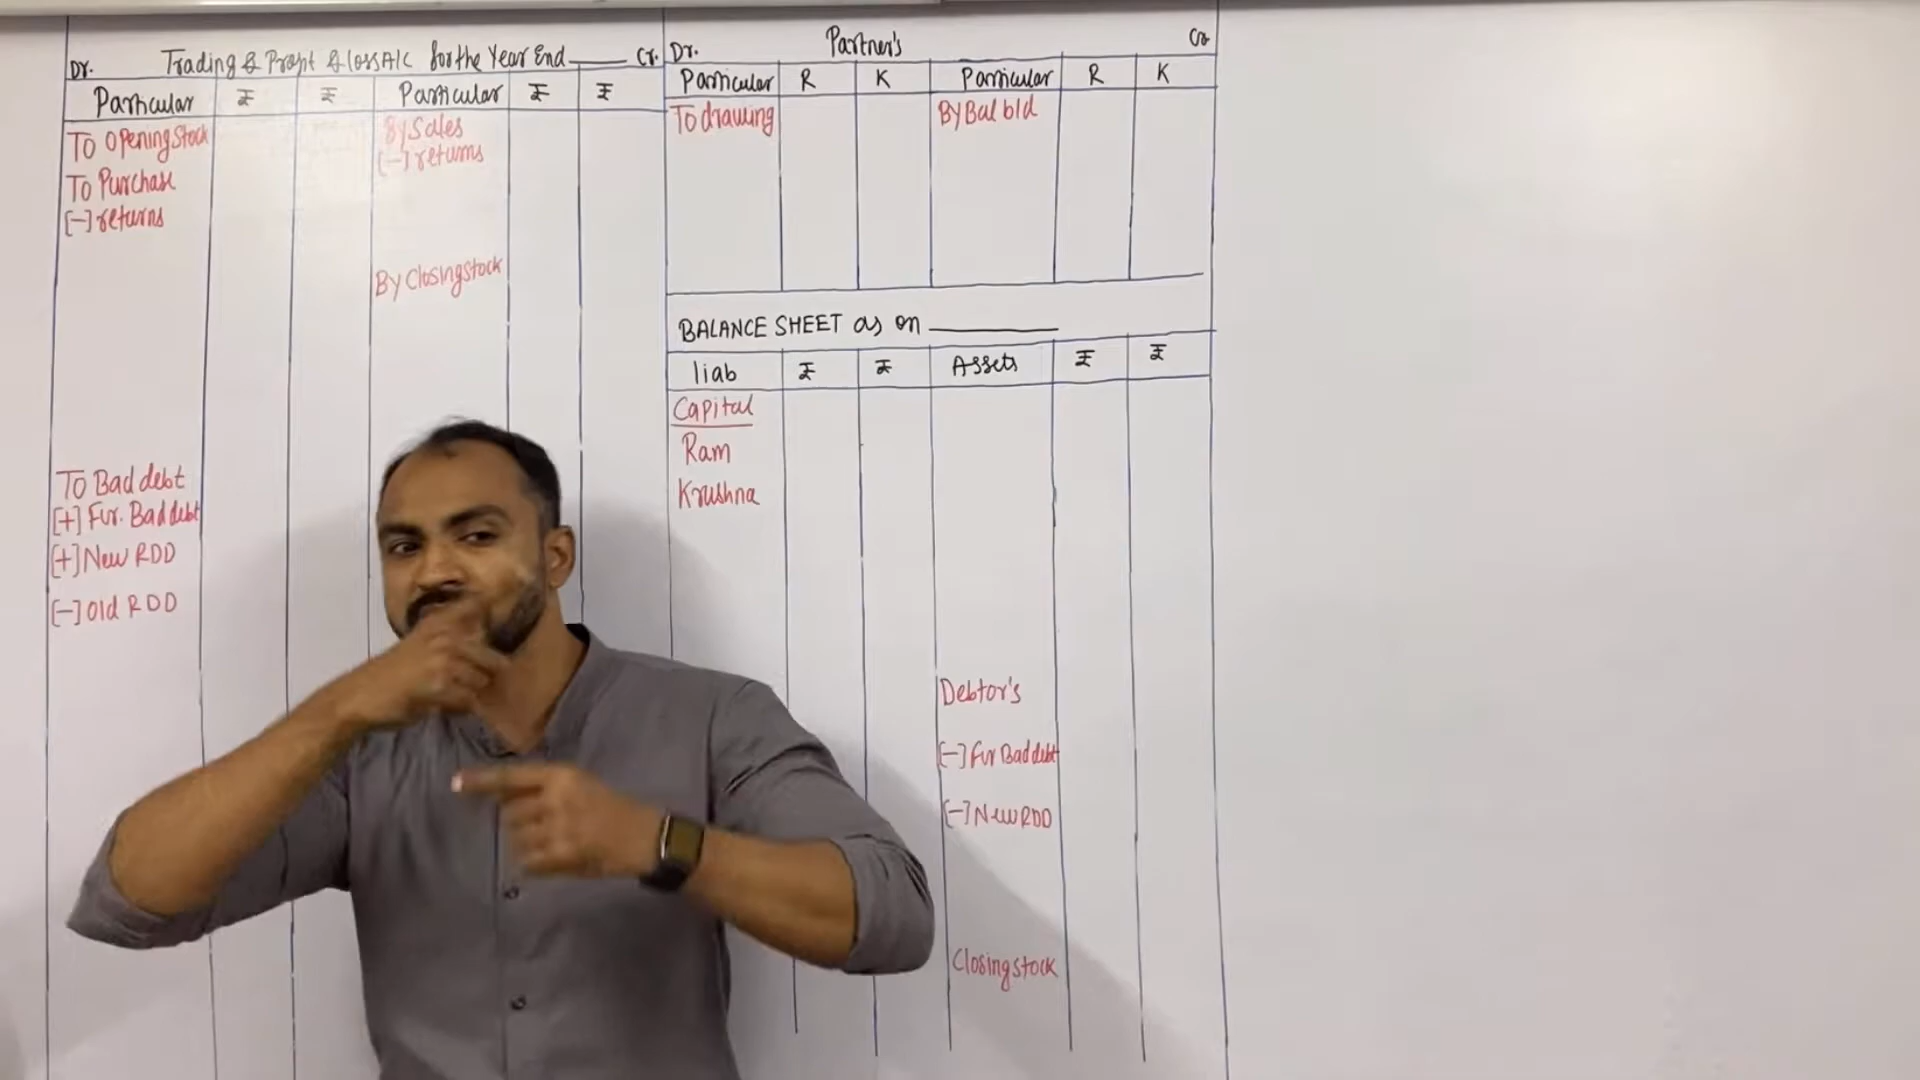 Dr. Trading & Profit & Loss A/C for the Year End____ Cr.
Particular ₹ ₹ Particular ₹ ₹
To Opening Stock
To Purchase
[-] returns
By Sales
[-] returns
By Closing stock
To Bad debt
[+] Fur. Bad debt
[+] New RDD
[-] Old RDD
Dr. Partner's Cr
Particular R K Particular R K
To drawing By Bal b/d
BALANCE SHEET as on ________
liab ₹ ₹ Assets ₹ ₹
Capital
Ram
Krushna
Debtor's
[-] Fur Bad debt
[-] New RDD
Closing stock